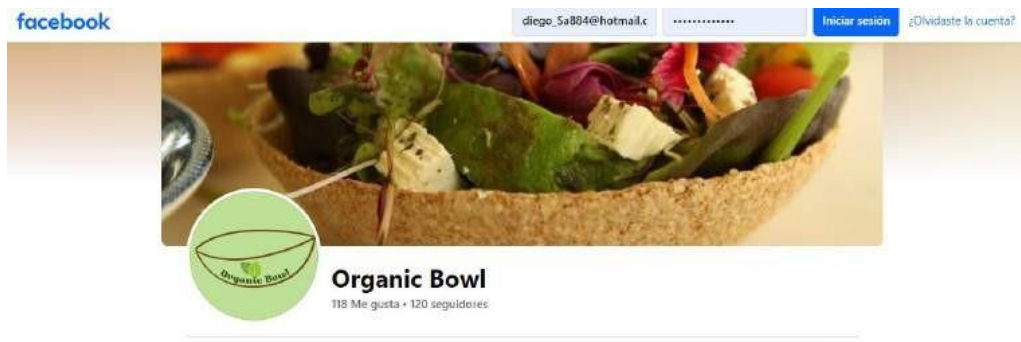 facebook
diego_Sa884@hotmail.c
•••••••••••••
Iniciar sesión
¿Olvidaste la cuenta?
Organic Bowl
Organic Bowl
118 Me gusta • 120 seguidores